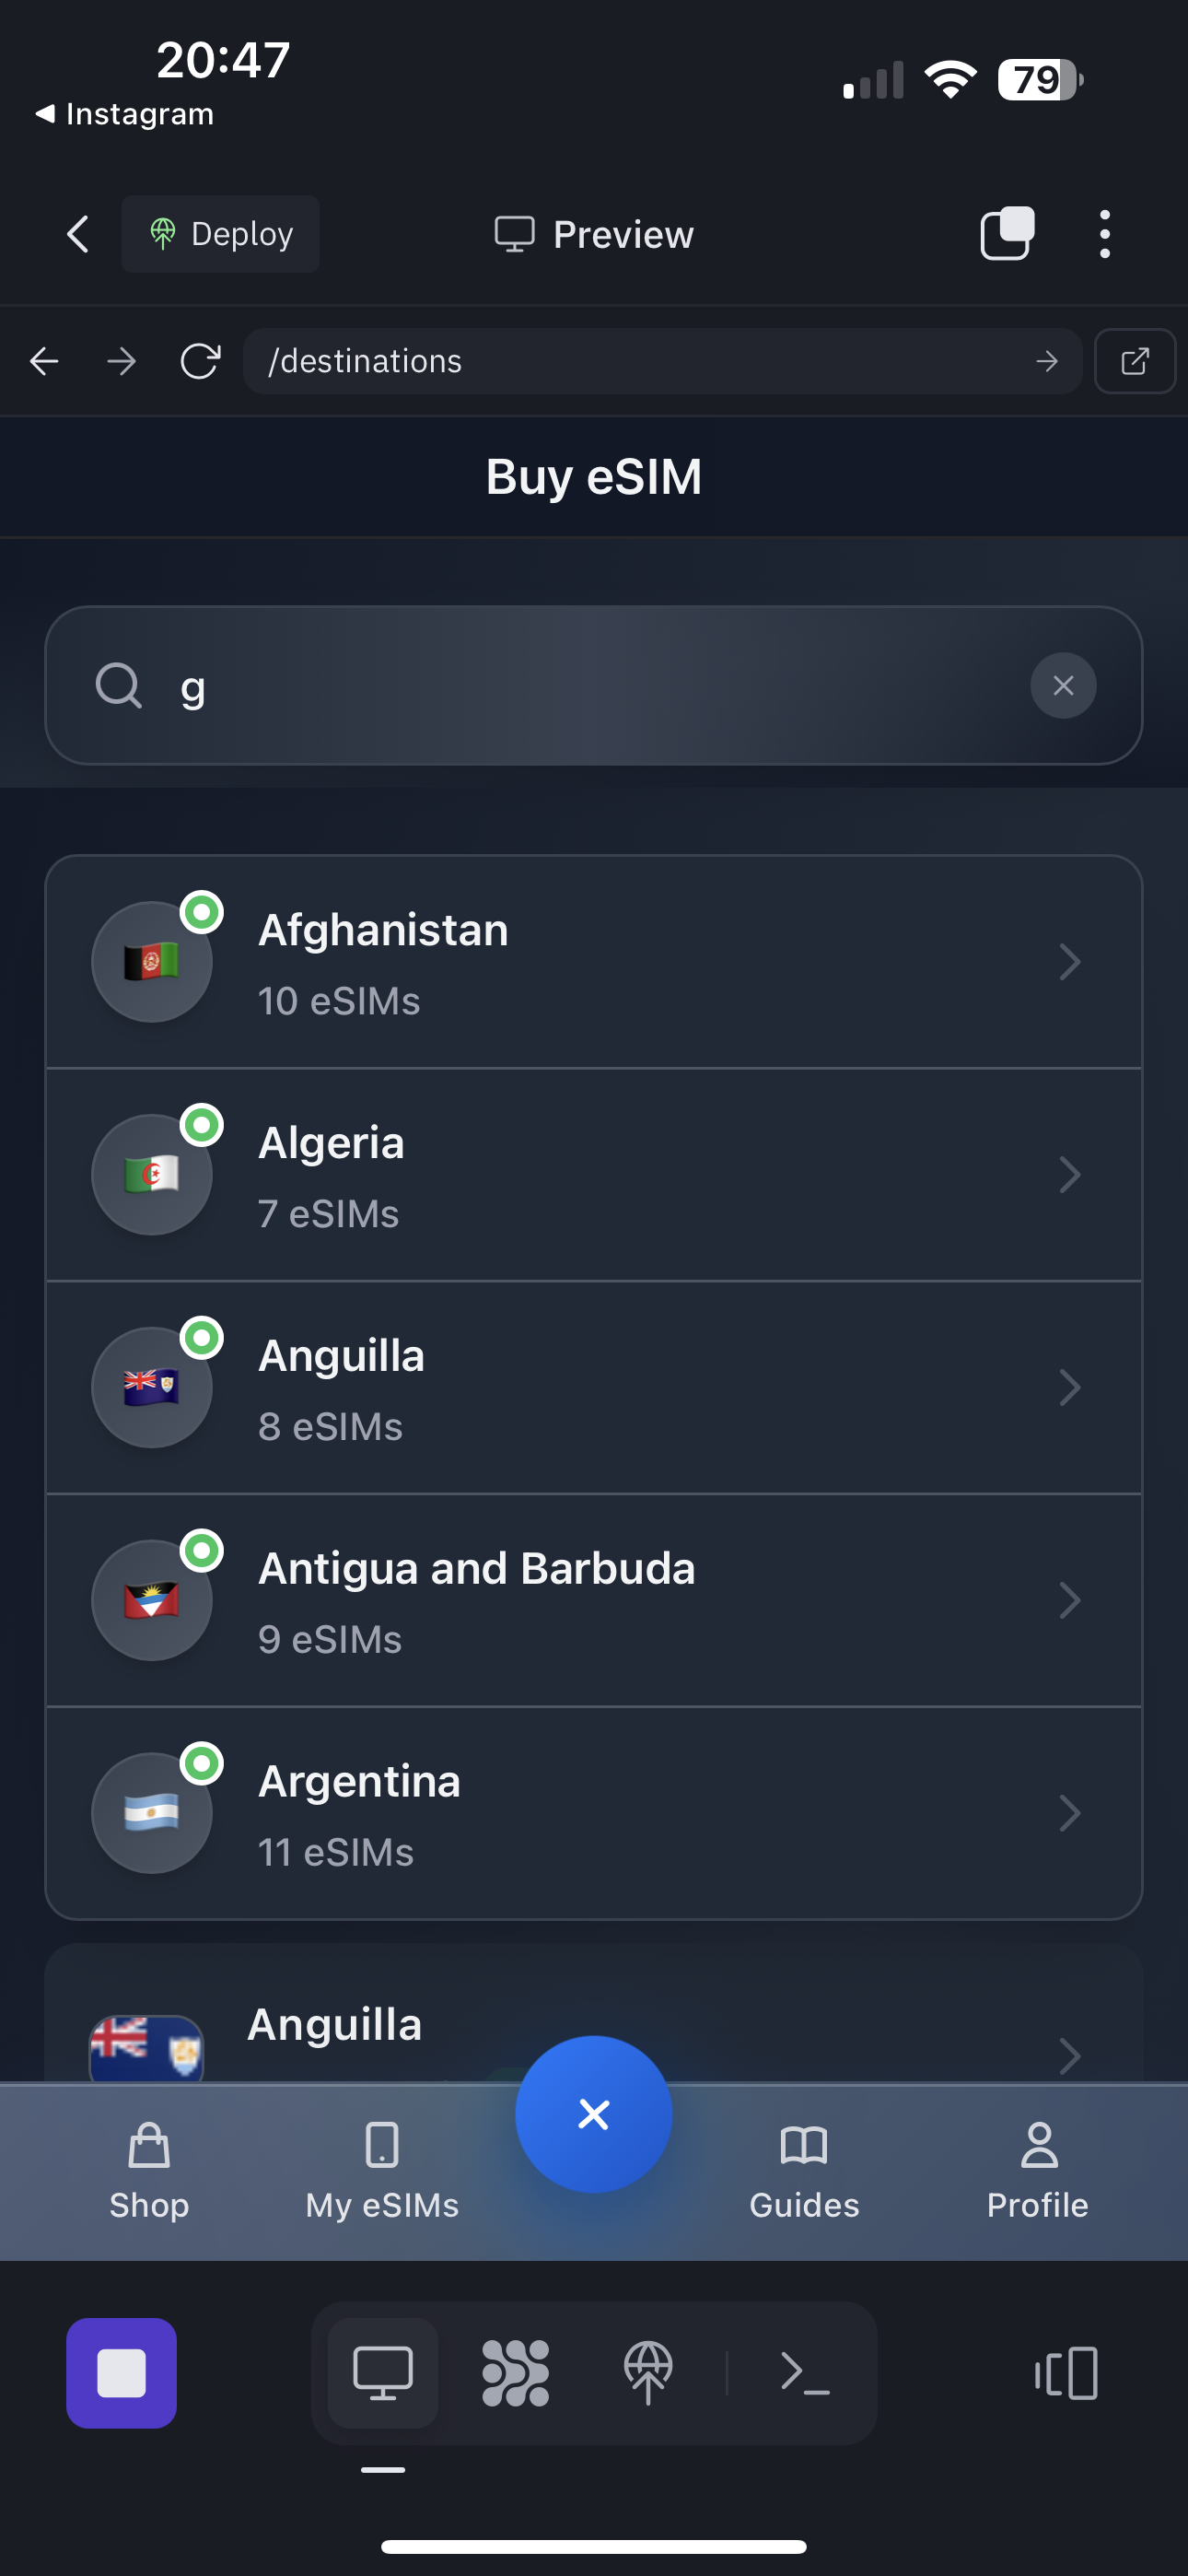 20:47
79
Instagram
Deploy
Preview
/destinations
Buy eSIM
g
Afghanistan
10 eSIMs
Algeria
7 eSIMs
Anguilla
8 eSIMs
Antigua and Barbuda
9 eSIMs
Argentina
11 eSIMs
Anguilla
Shop
My eSIMs
Guides
Profile